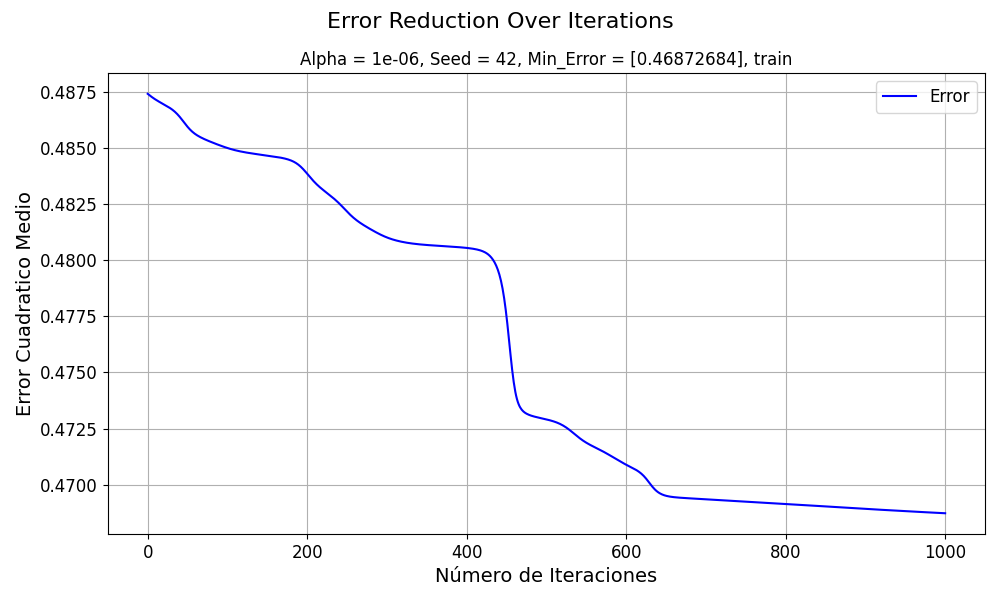 Error Reduction Over Iterations
Alpha = 1e-06, Seed = 42, Min_Error = [0.46872684], train
Error
Error Cuadratico Medio
0.4875
0.4850
0.4825
0.4800
0.4775
0.4750
0.4725
0.4700
0 200 400 600 800 1000
Número de Iteraciones